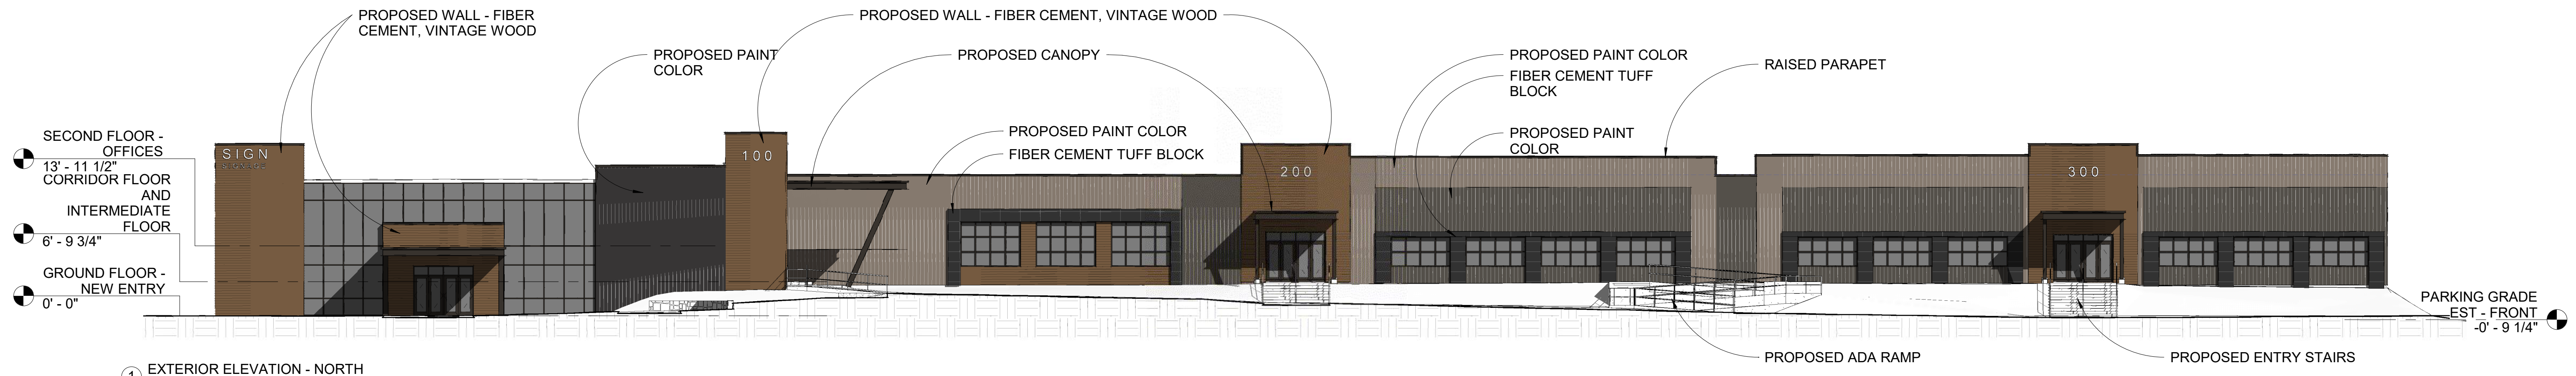 PROPOSED WALL - FIBER
CEMENT, VINTAGE WOOD
PROPOSED PAINT
COLOR
PROPOSED WALL - FIBER CEMENT, VINTAGE WOOD
PROPOSED CANOPY
PROPOSED PAINT COLOR
FIBER CEMENT TUFF BLOCK
PROPOSED PAINT COLOR
FIBER CEMENT TUFF
BLOCK
PROPOSED PAINT
COLOR
RAISED PARAPET
SECOND FLOOR -
OFFICES
13' - 11 1/2"
CORRIDOR FLOOR
AND
INTERMEDIATE
FLOOR
6' - 9 3/4"
GROUND FLOOR -
NEW ENTRY
0' - 0"
SIGN
100
200
300
PARKING GRADE
EST - FRONT
-0' - 9 1/4"
PROPOSED ADA RAMP
PROPOSED ENTRY STAIRS
1
EXTERIOR ELEVATION - NORTH